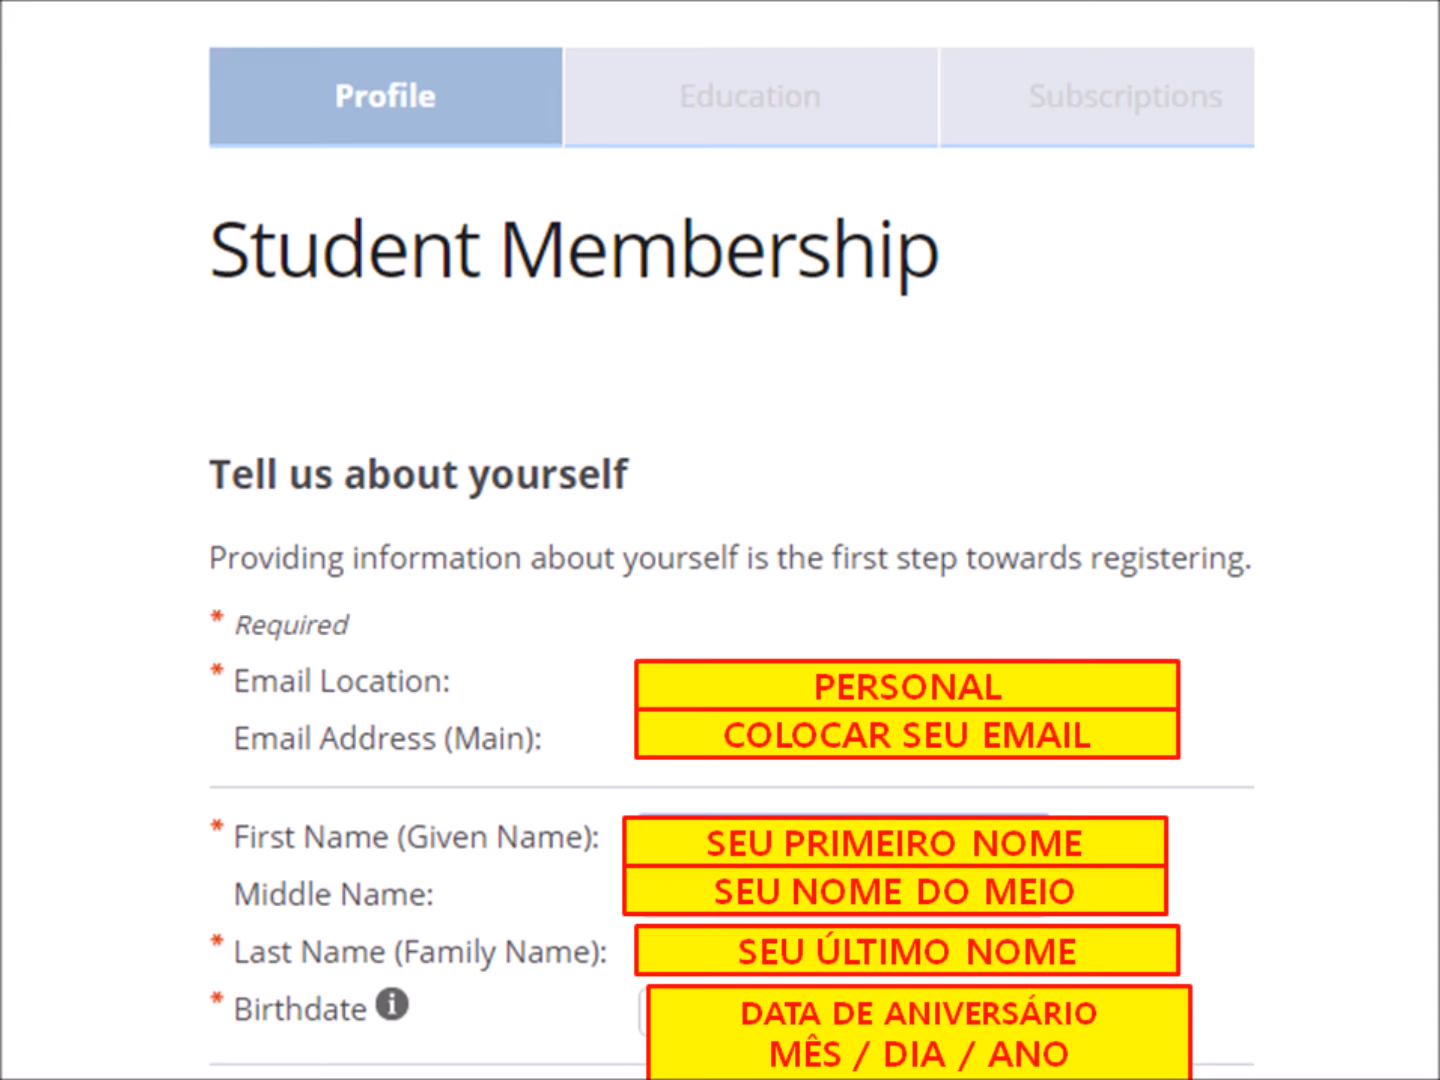 Profile
Education
Subscriptions
Student Membership
Tell us about yourself
Providing information about yourself is the first step towards registering.
* Required
* Email Location:
PERSONAL
Email Address (Main):
COLOCAR SEU EMAIL
* First Name (Given Name):
SEU PRIMEIRO NOME
Middle Name:
SEU NOME DO MEIO
* Last Name (Family Name):
SEU ÚLTIMO NOME
* Birthdate i
DATA DE ANIVERSÁRIO
MÊS / DIA / ANO